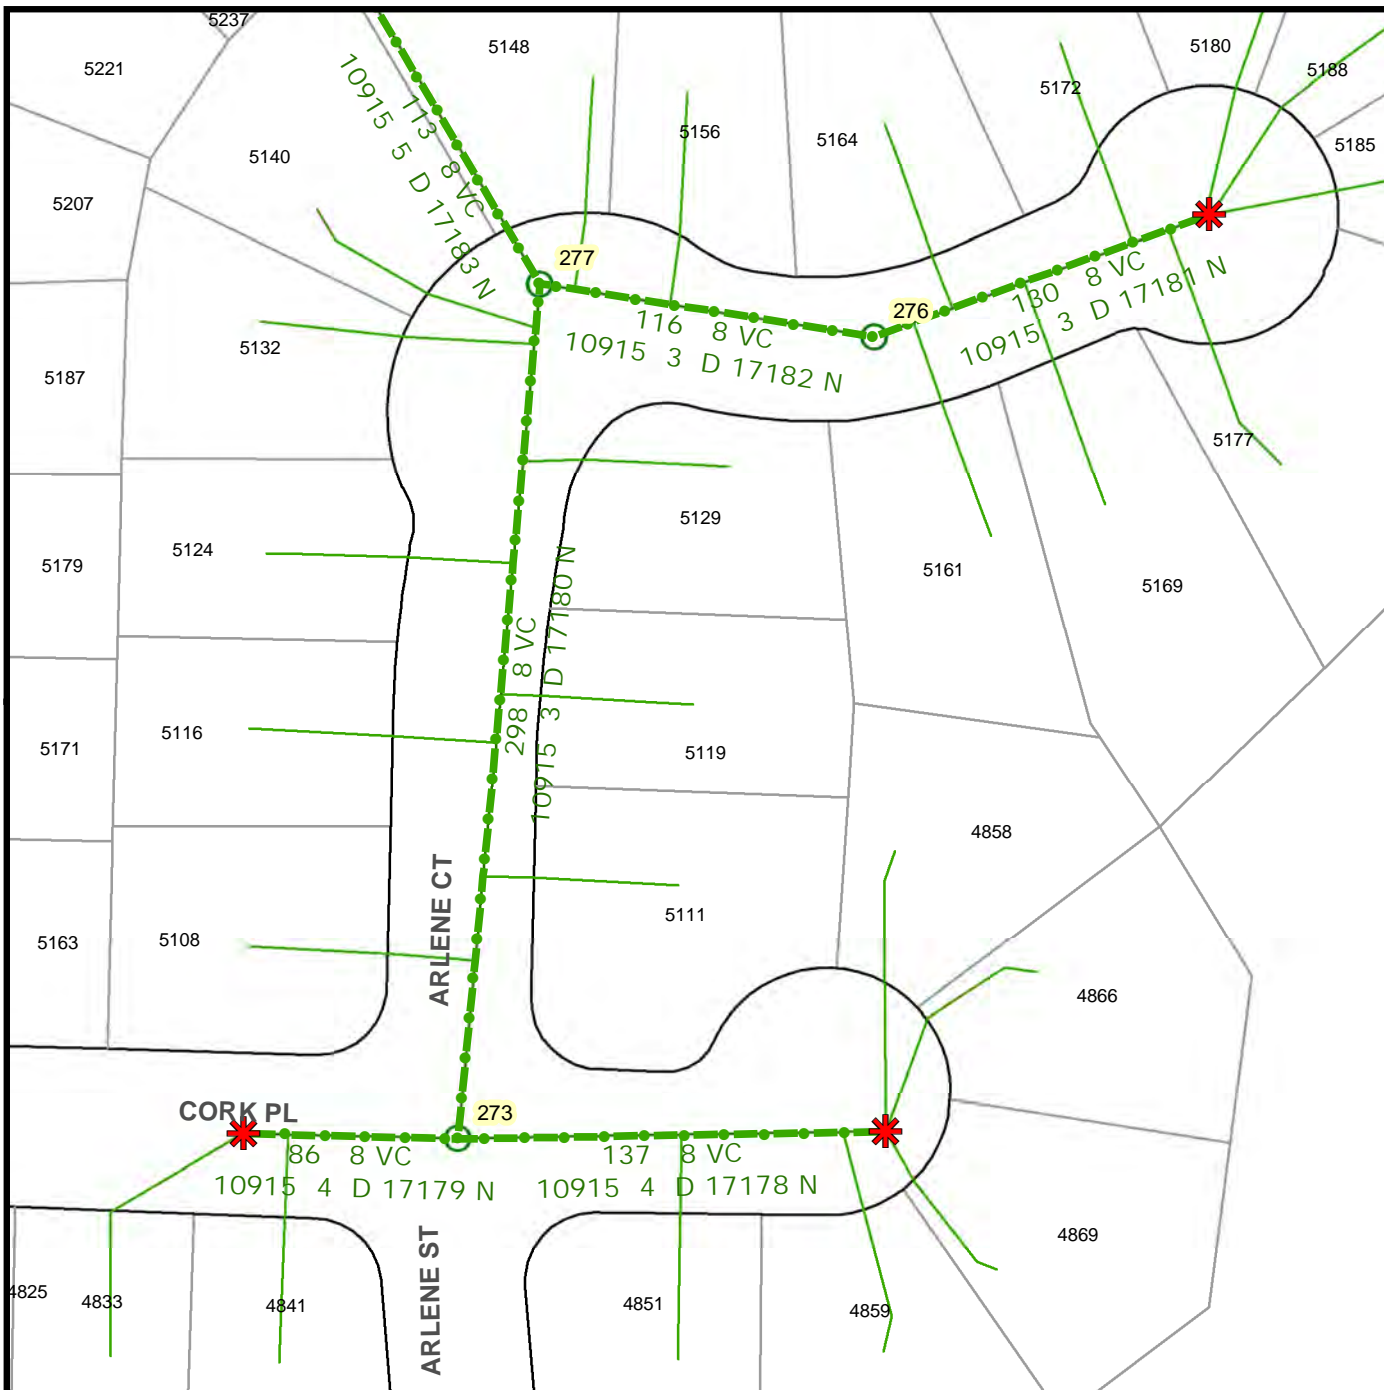 5237
5148
5180
5221
5188
5172
5156
5164
5185
5140
5207
113 8 VC
10915 5 D 17183 N
277
276
130 8 VC
10915 3 D 17181 N
116 8 VC
10915 3 D 17182 N
5132
5187
5177
5129
5124
5179
5161
5169
298 8 VC
10915 3 D 17180 N
5116
5171
5119
4858
ARLENE CT
5111
5108
5163
4866
CORK PL
273
86 8 VC
10915 4 D 17179 N
137 8 VC
10915 4 D 17178 N
ARLENE ST
4869
4825
4833
4841
4851
4859